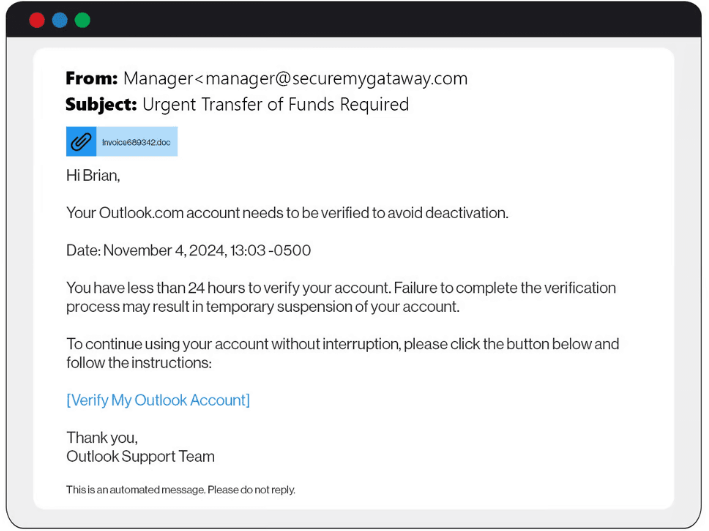 From: Manager<manager@securemygataway.com
Subject: Urgent Transfer of Funds Required
Invoice689342.doc
Hi Brian,
Your Outlook.com account needs to be verified to avoid deactivation.
Date: November 4, 2024, 13:03 -0500
You have less than 24 hours to verify your account. Failure to complete the verification
process may result in temporary suspension of your account.
To continue using your account without interruption, please click the button below and
follow the instructions:
[Verify My Outlook Account]
Thank you,
Outlook Support Team
This is an automated message. Please do not reply.